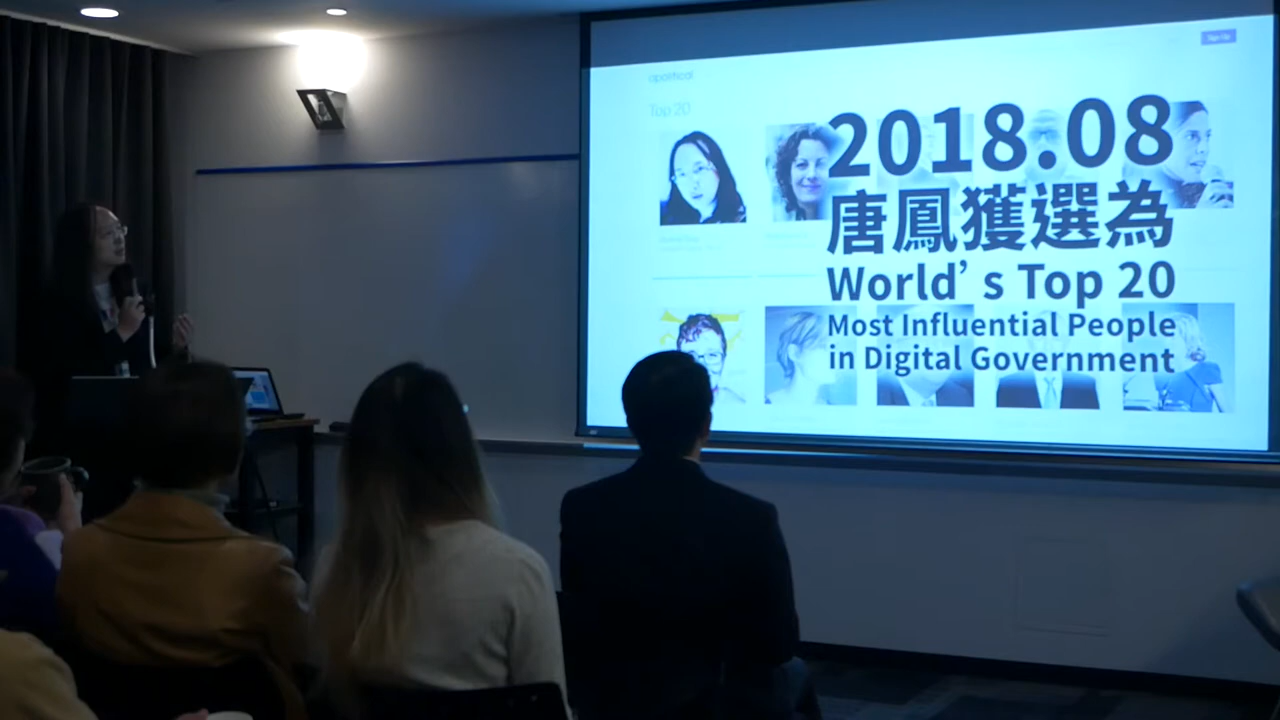 apolitical
Top 20
2018.08
唐鳳獲選為
World's Top 20
Most Influential People
in Digital Government